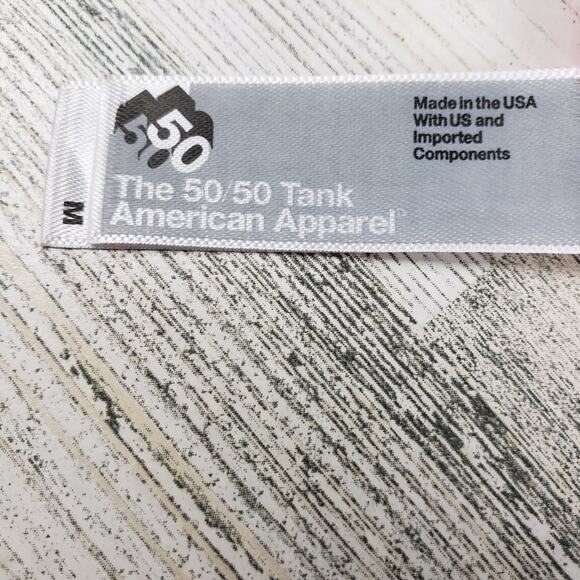 50
50
The 50/50 Tank
American Apparel
M
Made in the USA
With US and
Imported
Components